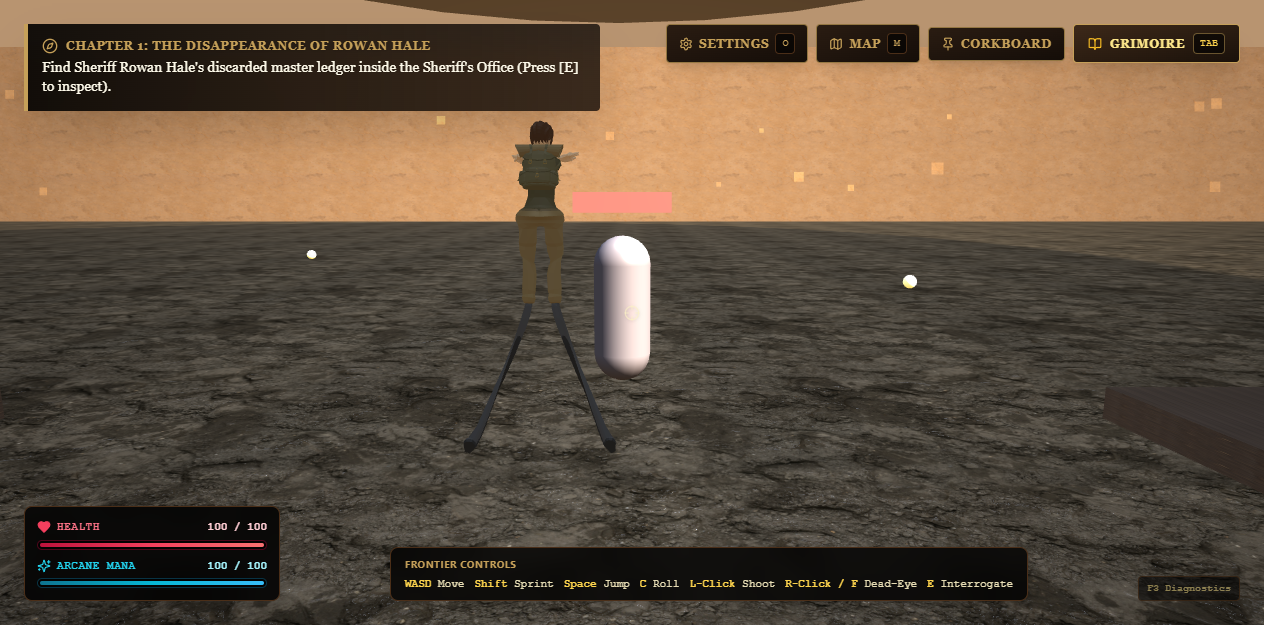 CHAPTER 1: THE DISAPPEARANCE OF ROWAN HALE
Find Sheriff Rowan Hale's discarded master ledger inside the Sheriff's Office (Press [E]
to inspect).
SETTINGS O
MAP M
CORKBOARD
GRIMOIRE TAB
HEALTH 100 / 100
ARCANE MANA 100 / 100
FRONTIER CONTROLS
WASD Move Shift Sprint Space Jump C Roll L-Click Shoot R-Click / F Dead-Eye E Interrogate
F3 Diagnostics